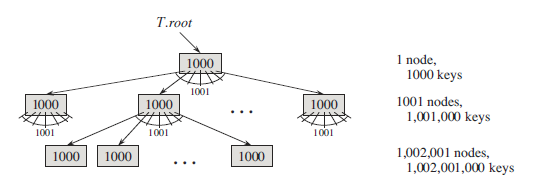 T.root
1000
1 node,
1000 keys
1001
1000 1000 . . . 1000
1001 nodes,
1,001,000 keys
1001 1001 1001
1000 1000 . . . 1000
1,002,001 nodes,
1,002,001,000 keys